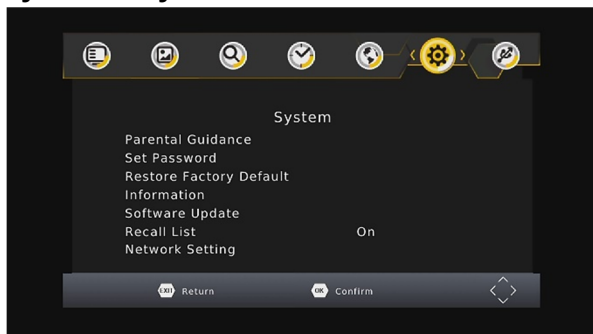 System
Parental Guidance
Set Password
Restore Factory Default
Information
Software Update
Recall List On
Network Setting
EXIT Return OK Confirm